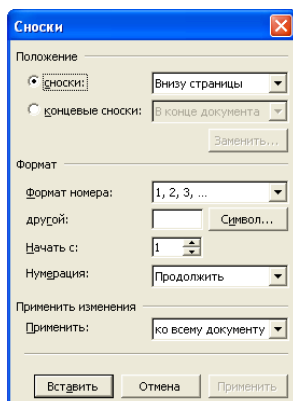 Сноски
Положение
сноски: Внизу страницы
концевые сноски: В конце документа
Заменить...
Формат
Формат номера: 1, 2, 3, ...
другой: Символ...
Начать с: 1
Нумерация: Продолжить
Применить изменения
Применить: ко всему документу
Вставить Отмена Применить